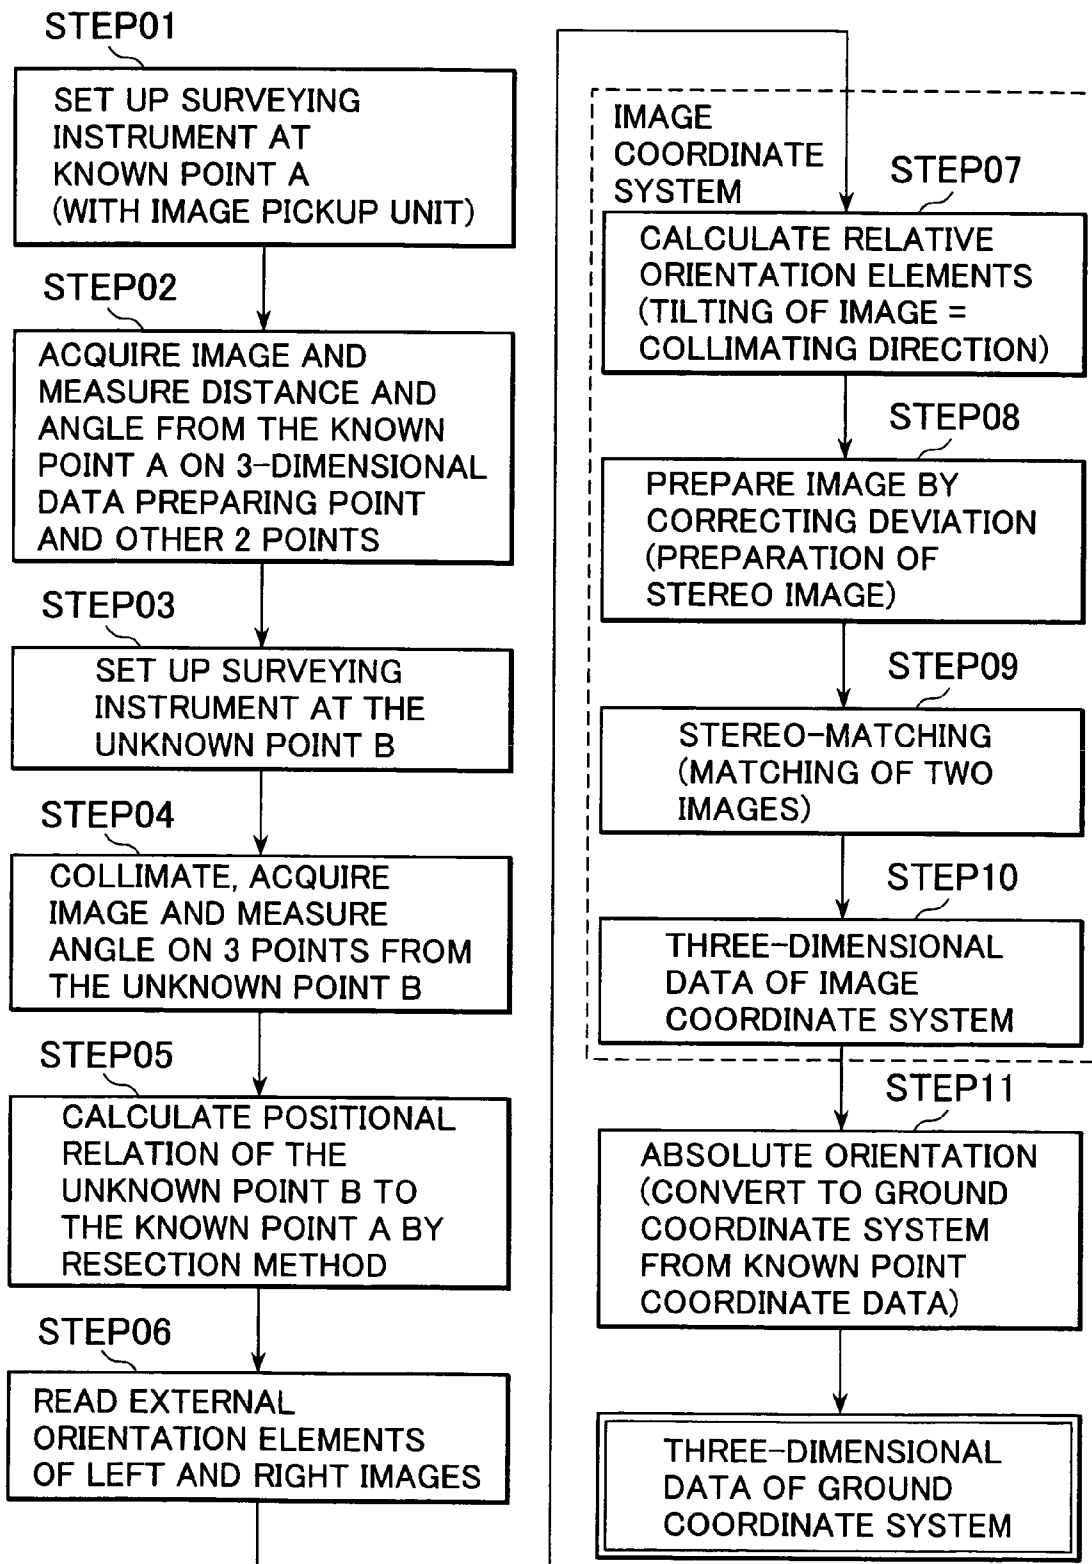 STEP01
SET UP SURVEYING
INSTRUMENT AT
KNOWN POINT A
(WITH IMAGE PICKUP UNIT)
STEP02
ACQUIRE IMAGE AND
MEASURE DISTANCE AND
ANGLE FROM THE KNOWN
POINT A ON 3-DIMENSIONAL
DATA PREPARING POINT
AND OTHER 2 POINTS
STEP03
SET UP SURVEYING
INSTRUMENT AT THE
UNKNOWN POINT B
STEP04
COLLIMATE, ACQUIRE
IMAGE AND MEASURE
ANGLE ON 3 POINTS FROM
THE UNKNOWN POINT B
STEP05
CALCULATE POSITIONAL
RELATION OF THE
UNKNOWN POINT B TO
THE KNOWN POINT A BY
RESECTION METHOD
STEP06
READ EXTERNAL
ORIENTATION ELEMENTS
OF LEFT AND RIGHT IMAGES
IMAGE
COORDINATE
SYSTEM
STEP07
CALCULATE RELATIVE
ORIENTATION ELEMENTS
(TILTING OF IMAGE =
COLLIMATING DIRECTION)
STEP08
PREPARE IMAGE BY
CORRECTING DEVIATION
(PREPARATION OF
STEREO IMAGE)
STEP09
STEREO-MATCHING
(MATCHING OF TWO
IMAGES)
STEP10
THREE-DIMENSIONAL
DATA OF IMAGE
COORDINATE SYSTEM
STEP11
ABSOLUTE ORIENTATION
(CONVERT TO GROUND
COORDINATE SYSTEM
FROM KNOWN POINT
COORDINATE DATA)
THREE-DIMENSIONAL
DATA OF GROUND
COORDINATE SYSTEM